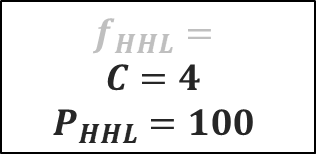 f_HHL =
C = 4
P_HHL = 100